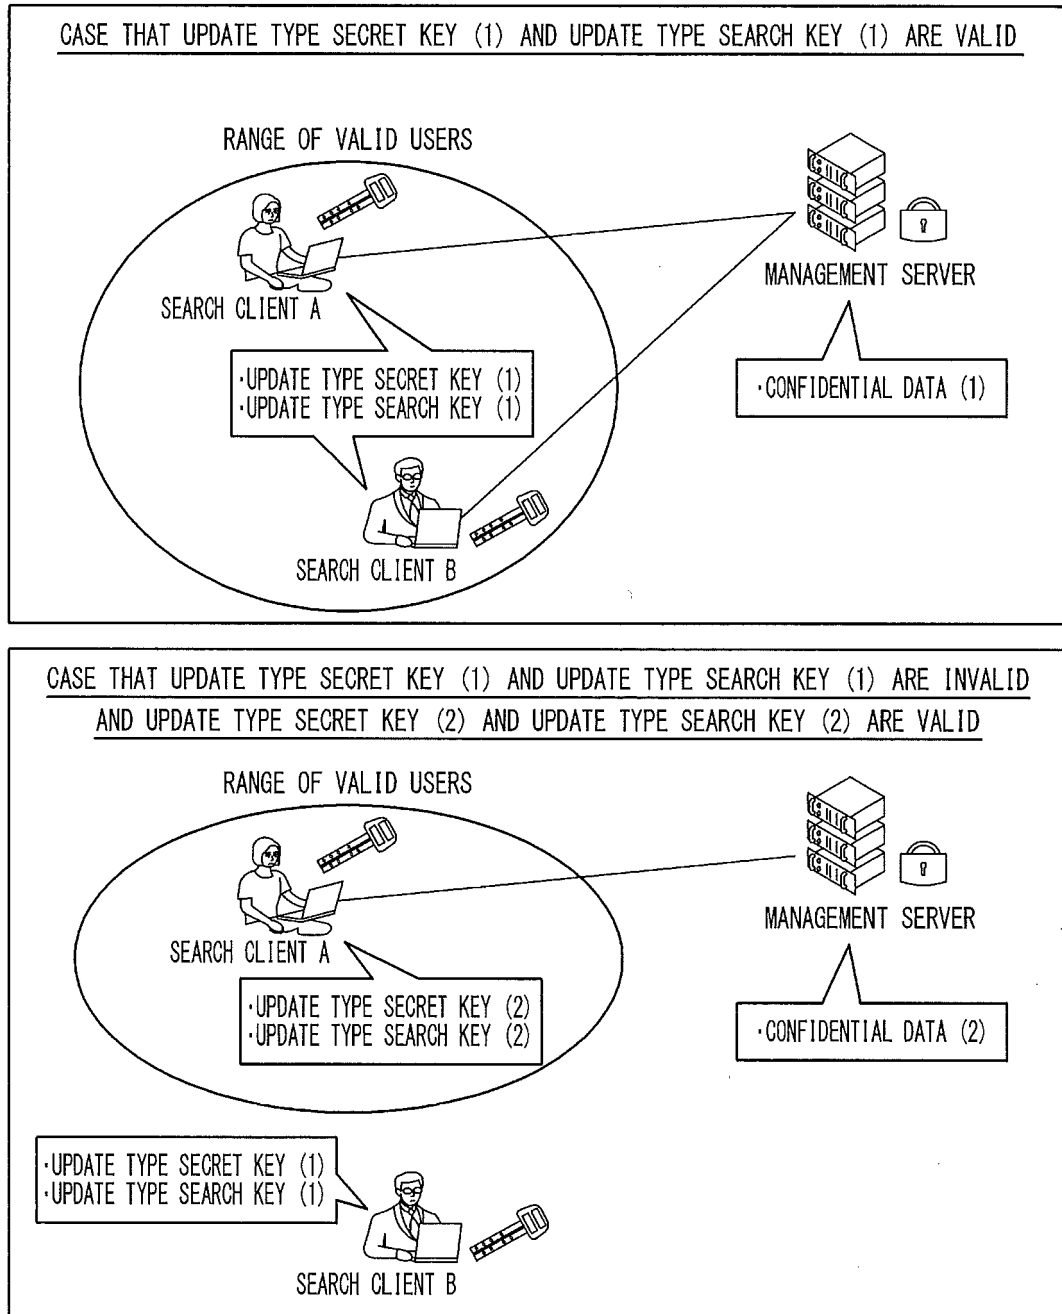 CASE THAT UPDATE TYPE SECRET KEY (1) AND UPDATE TYPE SEARCH KEY (1) ARE VALID
RANGE OF VALID USERS
SEARCH CLIENT A
MANAGEMENT SERVER
·UPDATE TYPE SECRET KEY (1)
·UPDATE TYPE SEARCH KEY (1)
·CONFIDENTIAL DATA (1)
SEARCH CLIENT B
CASE THAT UPDATE TYPE SECRET KEY (1) AND UPDATE TYPE SEARCH KEY (1) ARE INVALID
AND UPDATE TYPE SECRET KEY (2) AND UPDATE TYPE SEARCH KEY (2) ARE VALID
RANGE OF VALID USERS
SEARCH CLIENT A
MANAGEMENT SERVER
·UPDATE TYPE SECRET KEY (2)
·UPDATE TYPE SEARCH KEY (2)
·CONFIDENTIAL DATA (2)
·UPDATE TYPE SECRET KEY (1)
·UPDATE TYPE SEARCH KEY (1)
SEARCH CLIENT B